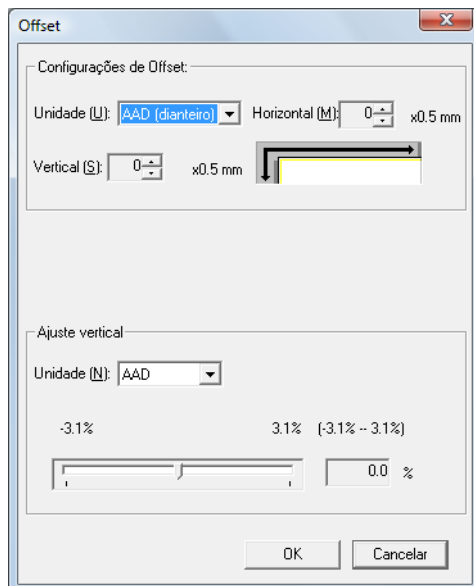 Offset
Configurações de Offset:
Unidade (U): AAD (dianteiro) Horizontal (M): 0 x0.5 mm
Vertical (S): 0 x0.5 mm
Ajuste vertical
Unidade (N): AAD
-3.1% 3.1% (-3.1% -- 3.1%)
0.0 %
OK Cancelar